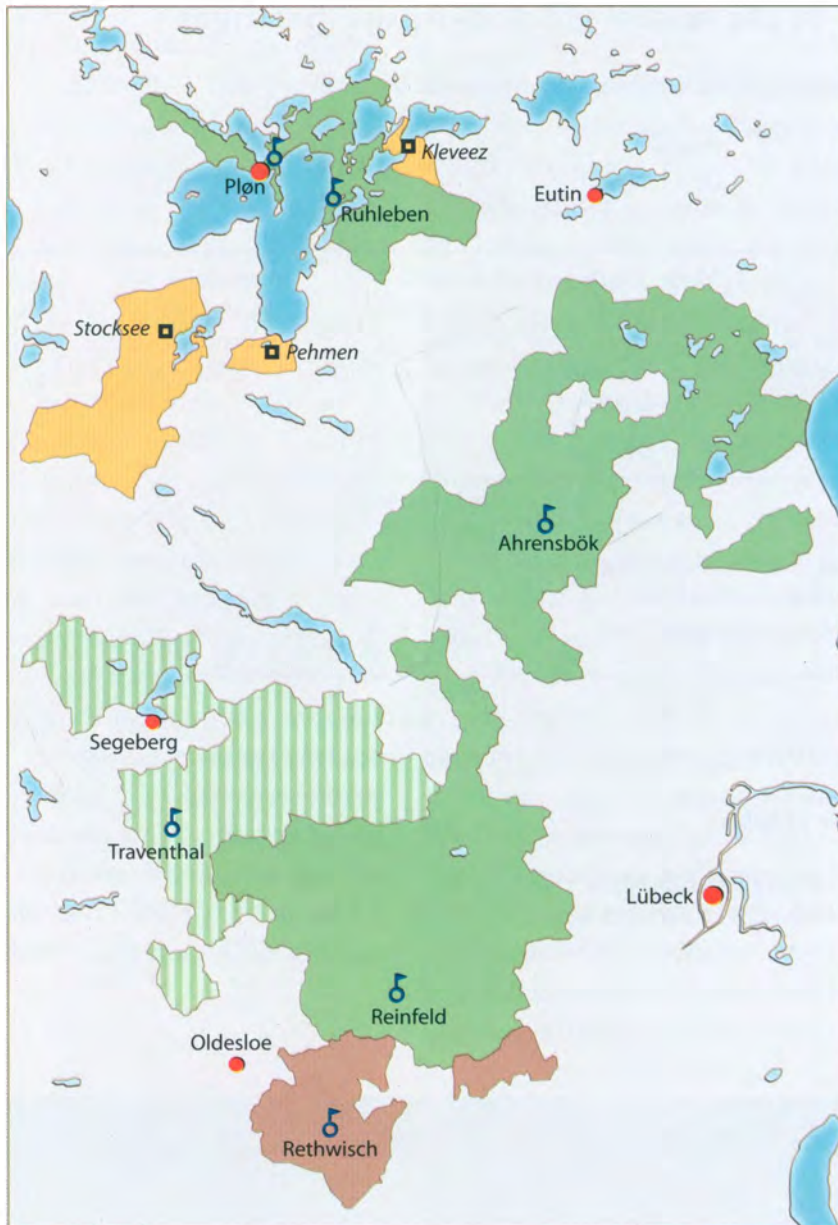 Kleveez
Pløn
Ruhleben
Eutin
Stocksee
Pehmen
Ahrensbök
Segeberg
Traventhal
Lübeck
Reinfeld
Oldesloe
Rethwisch